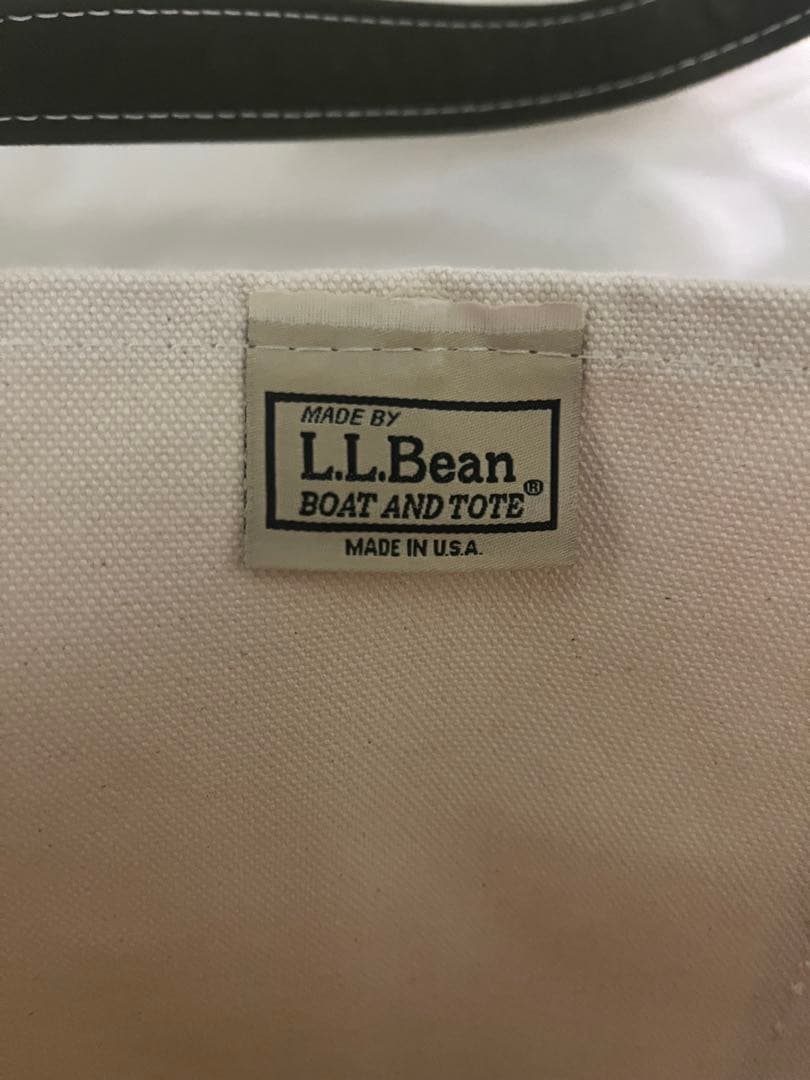 MADE BY
L.L.Bean
BOAT AND TOTE®
MADE IN U.S.A.